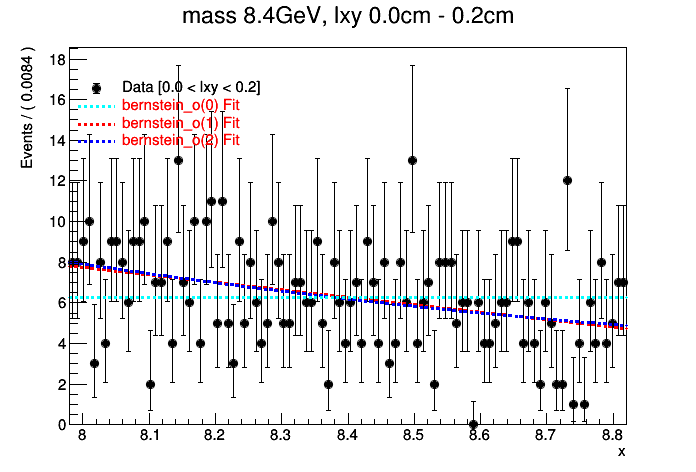 mass 8.4GeV, lxy 0.0cm - 0.2cm
Events / ( 0.0084 )
18
16
14
12
10
8
6
4
2
0
Data [0.0 < lxy < 0.2]
bernstein_o(0) Fit
bernstein_o(1) Fit
bernstein_o(2) Fit
8 8.1 8.2 8.3 8.4 8.5 8.6 8.7 8.8
x